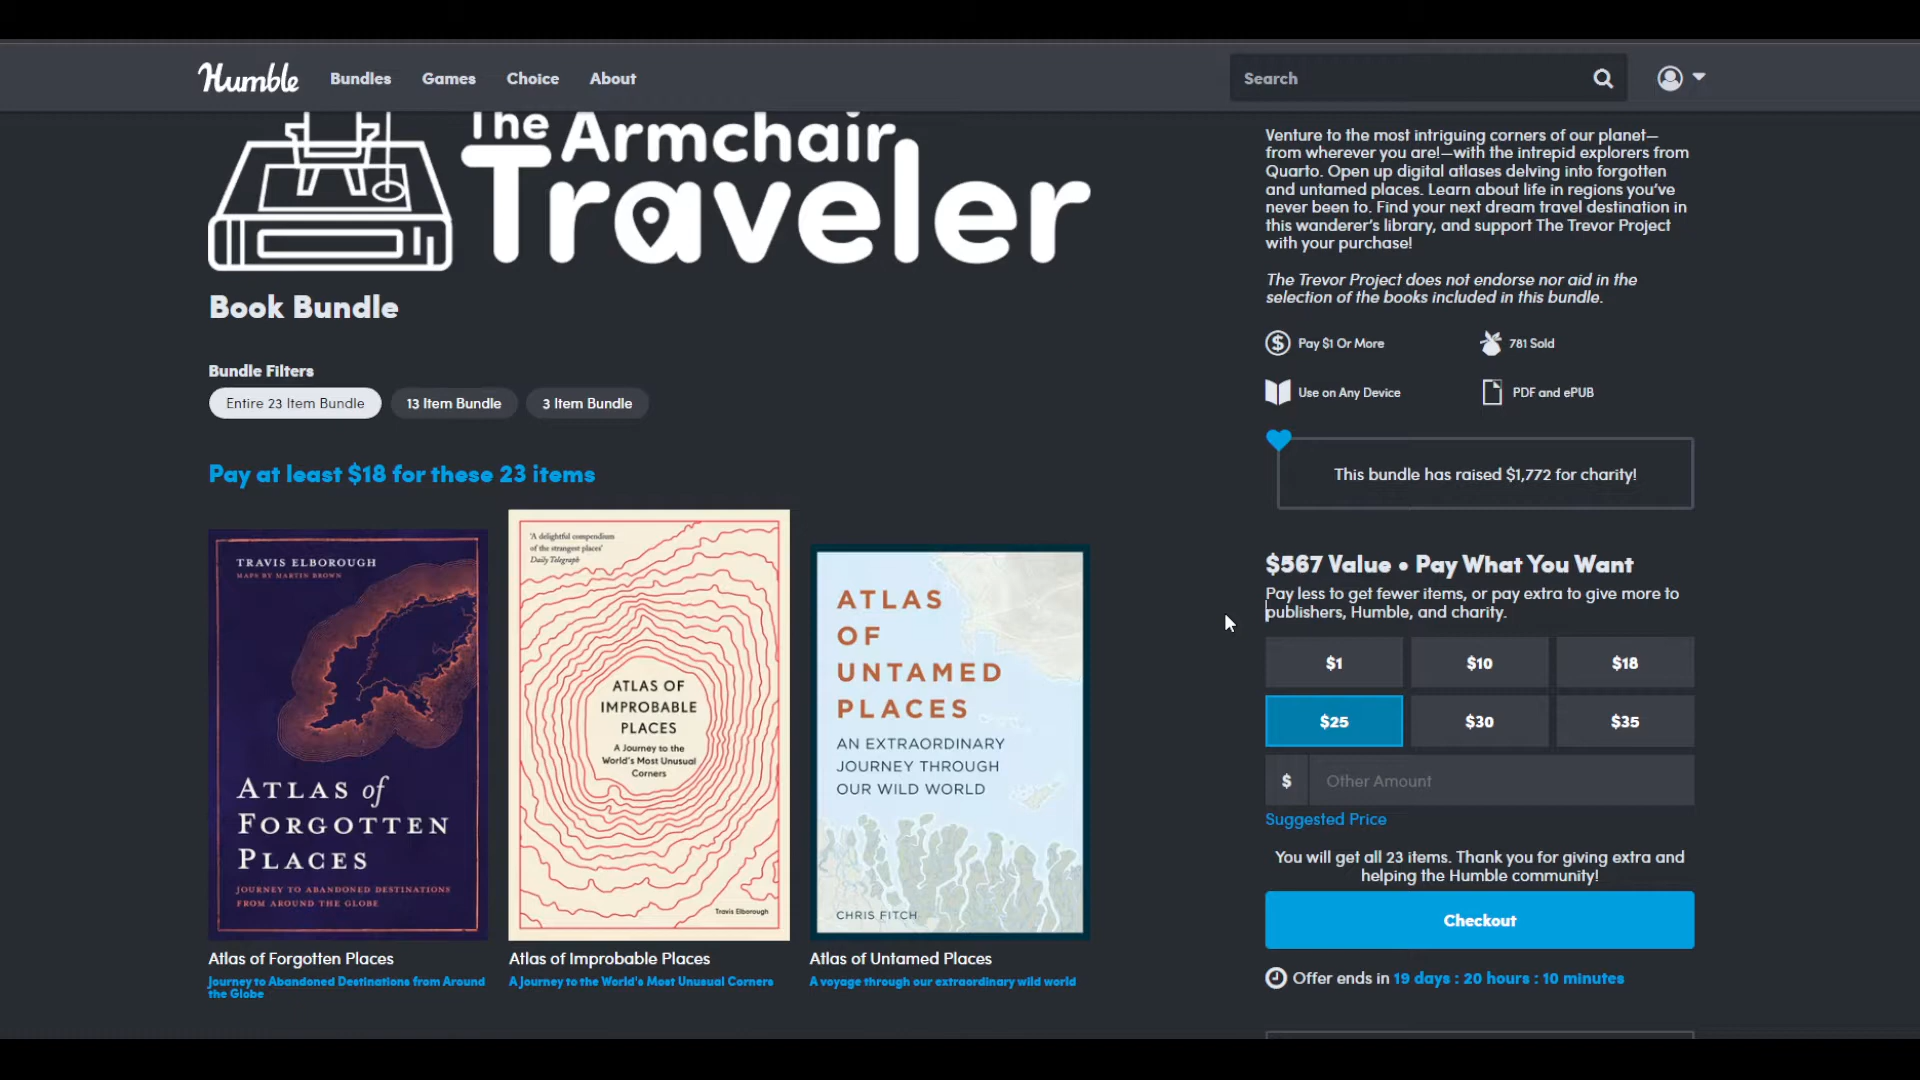 Humble
Bundles
Games
Choice
About
Search
The Armchair
Traveler
Book Bundle
Bundle Filters
Entire 23 Item Bundle
13 Item Bundle
3 Item Bundle
Pay at least $18 for these 23 items
TRAVIS ELBOROUGH
MAPS BY MARTIN BROWN
ATLAS of
FORGOTTEN
PLACES
JOURNEY TO ABANDONED DESTINATIONS
FROM AROUND THE GLOBE
Atlas of Forgotten Places
Journey to Abandoned Destinations from Around
the Globe
'A delightful compendium
of the strangest places'
Daily Telegraph
ATLAS OF
IMPROBABLE
PLACES
A Journey to the
World's Most Unusual
Corners
Travis Elborough
Atlas of Improbable Places
A Journey to the World's Most Unusual Corners
ATLAS
OF
UNTAMED
PLACES
AN EXTRAORDINARY
JOURNEY THROUGH
OUR WILD WORLD
CHRIS FITCH
Atlas of Untamed Places
A voyage through our extraordinary wild world
Venture to the most intriguing corners of our planet—
from wherever you are!—with the intrepid explorers from
Quarto. Open up digital atlases delving into forgotten
and untamed places. Learn about life in regions you've
never been to. Find your next dream travel destination in
this wanderer's library, and support The Trevor Project
with your purchase!
The Trevor Project does not endorse nor aid in the
selection of the books included in this bundle.
Pay $1 Or More
781 Sold
Use on Any Device
PDF and ePUB
This bundle has raised $1,772 for charity!
$567 Value • Pay What You Want
Pay less to get fewer items, or pay extra to give more to
publishers, Humble, and charity.
$1
$10
$18
$25
$30
$35
$
Other Amount
Suggested Price
You will get all 23 items. Thank you for giving extra and
helping the Humble community!
Checkout
Offer ends in 19 days : 20 hours : 10 minutes